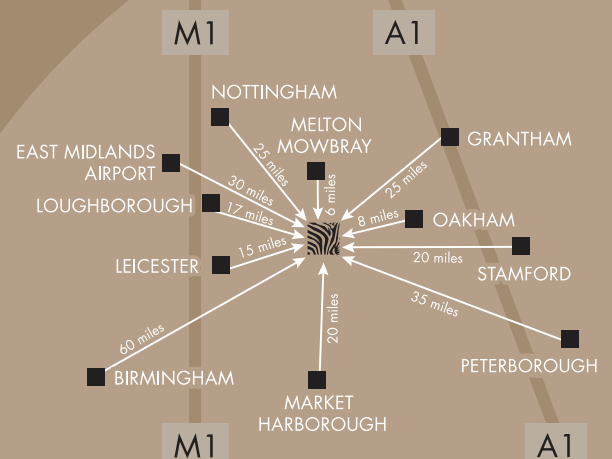 M1
A1
NOTTINGHAM
MELTON
MOWBRAY
GRANTHAM
EAST MIDLANDS
AIRPORT
25 miles
30 miles
6 miles
25 miles
LOUGHBOROUGH
17 miles
8 miles
OAKHAM
15 miles
LEICESTER
20 miles
STAMFORD
35 miles
20 miles
60 miles
PETERBOROUGH
BIRMINGHAM
MARKET
HARBOROUGH
M1
A1